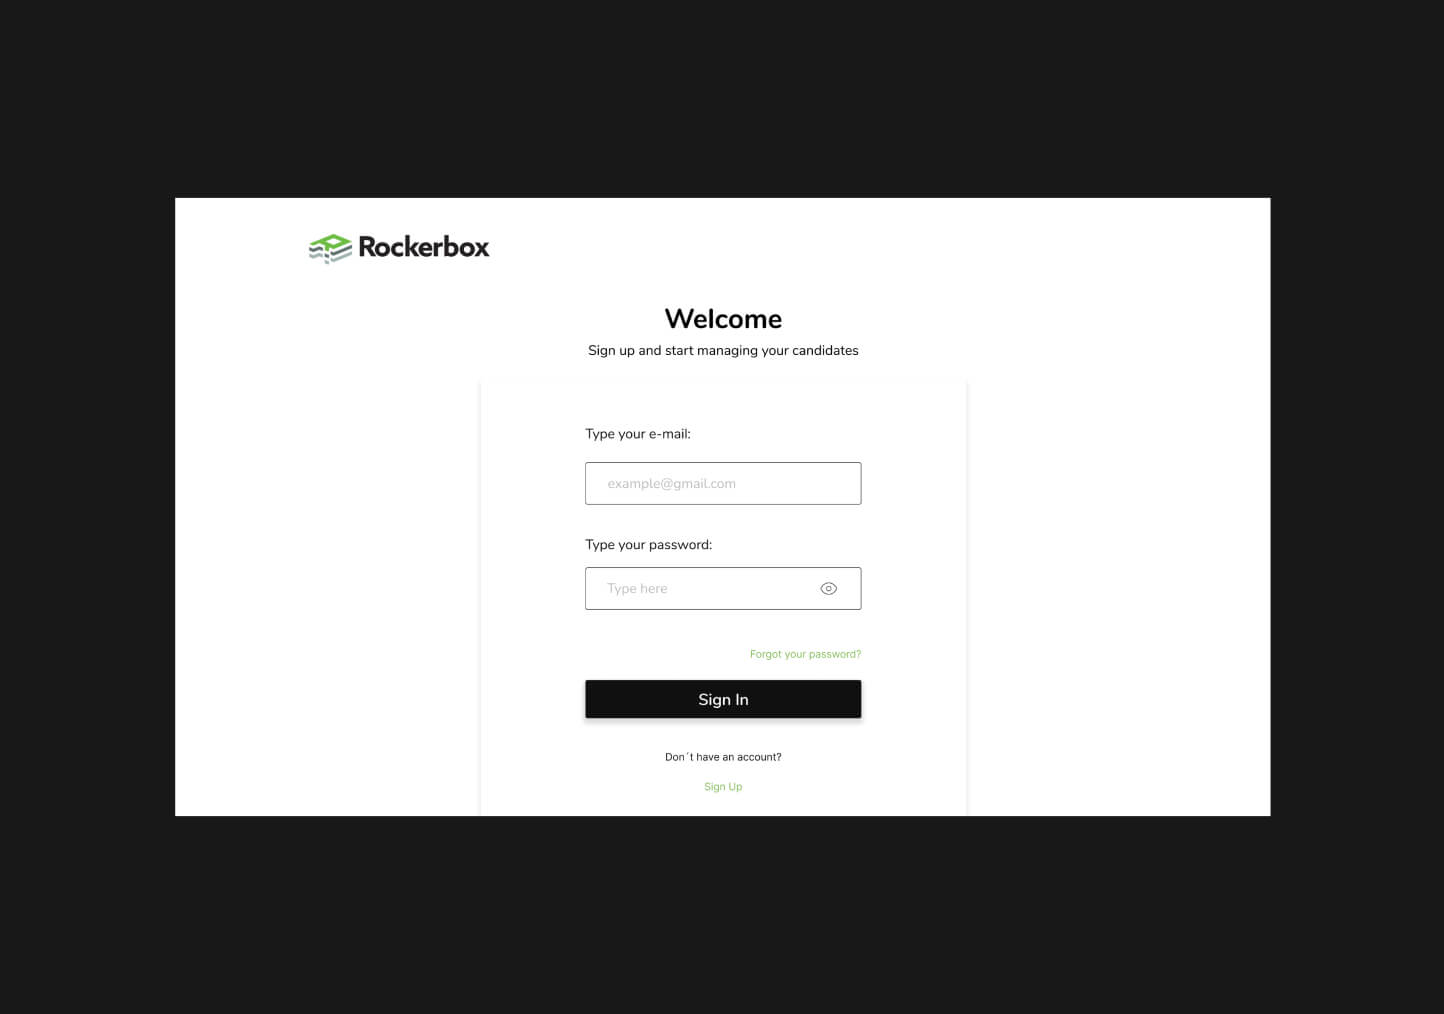 Rockerbox
Welcome
Sign up and start managing your candidates
Type your e-mail:
example@gmail.com
Type your password:
Type here
Forgot your password?
Sign In
Don´t have an account?
Sign Up